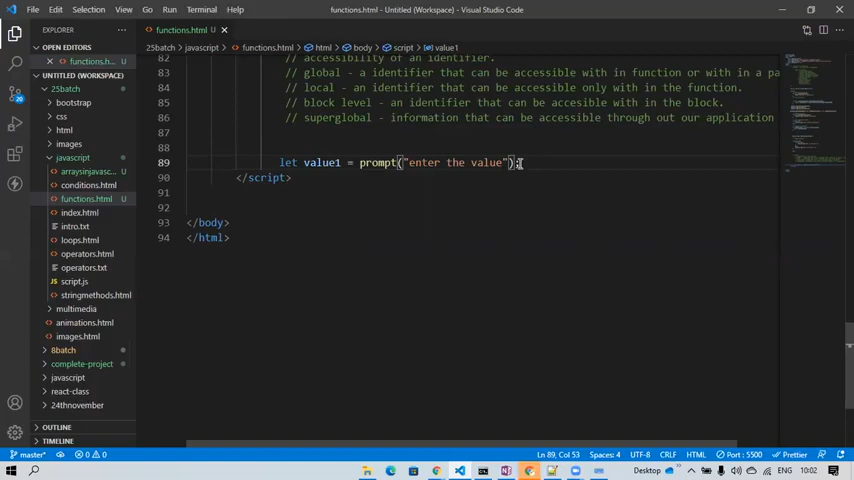 File Edit Selection View Go Run Terminal Help
functions.html - Untitled (Workspace) - Visual Studio Code
EXPLORER
functions.html U
OPEN EDITORS
functions.h... U
UNTITLED (WORKSPACE)
25batch
bootstrap
css
html
images
javascript
arraysinjavasc... U
conditions.html
functions.html U
index.html
intro.txt
loops.html
operators.html
operators.txt
script.js
stringmethods.html
multimedia
animations.html
images.html
8batch
complete-project
javascript
react-class
24thnovember
OUTLINE
TIMELINE
25batch > javascript > functions.html > html > body > script > value1
82 // accessibility of an identifier.
83 // global - a identifier that can be accessible with in function or with in a pa
84 // local - an identifier that can be accessible only with in the function.
85 // block level - an identifier that can be accesible with in the block.
86 // superglobal - information that can be accessible through out our application
87
88
89 let value1 = prompt("enter the value");
90 </script>
91
92
93 </body>
94 </html>
master* 0 0
Ln 89, Col 53 Spaces: 4 UTF-8 CRLF HTML Port : 5500 Prettier
Desktop ENG 10:02
20